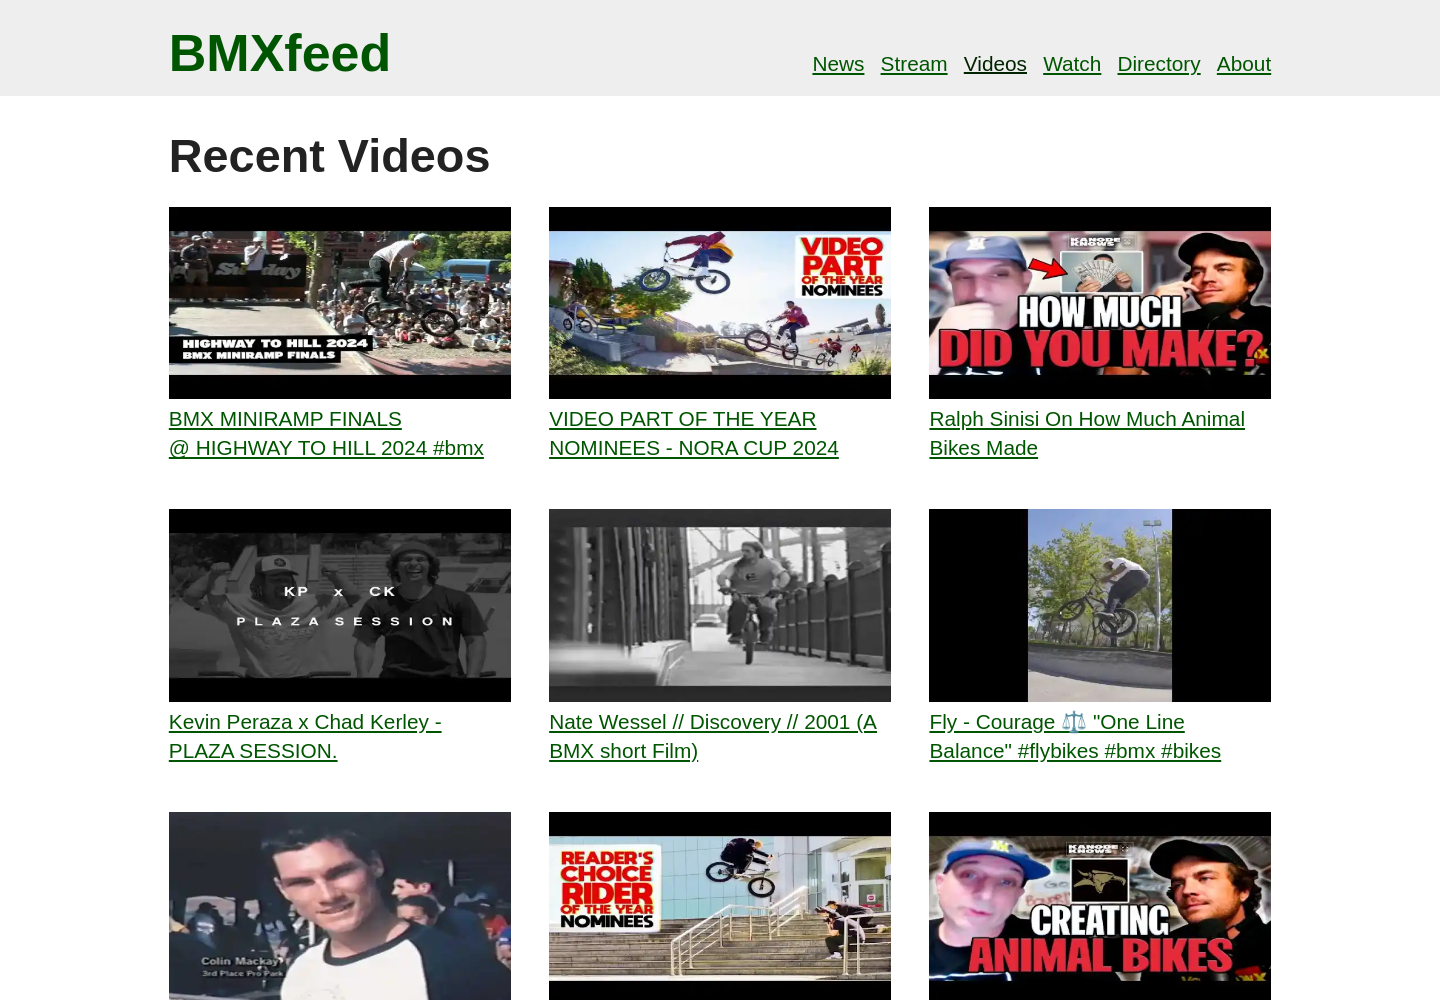 BMXfeed
News Stream Videos Watch Directory About
Recent Videos
Sunday
HIGHWAY TO HILL 2024
BMX MINIRAMP FINALS
VIDEO
PART
OF THE YEAR
NOMINEES
KANODE
KNOWS
HOW MUCH
DID YOU MAKE?
BMX MINIRAMP FINALS
@ HIGHWAY TO HILL 2024 #bmx
VIDEO PART OF THE YEAR
NOMINEES - NORA CUP 2024
Ralph Sinisi On How Much Animal
Bikes Made
KP x CK
PLAZA SESSION
Kevin Peraza x Chad Kerley -
PLAZA SESSION.
Nate Wessel // Discovery // 2001 (A
BMX short Film)
Fly - Courage ⚖️ "One Line
Balance" #flybikes #bmx #bikes
Colin Mackay
3rd Place Pro Park
READER'S
CHOICE
RIDER
OF THE YEAR
NOMINEES
KANODE
KNOWS
CREATING
ANIMAL BIKES